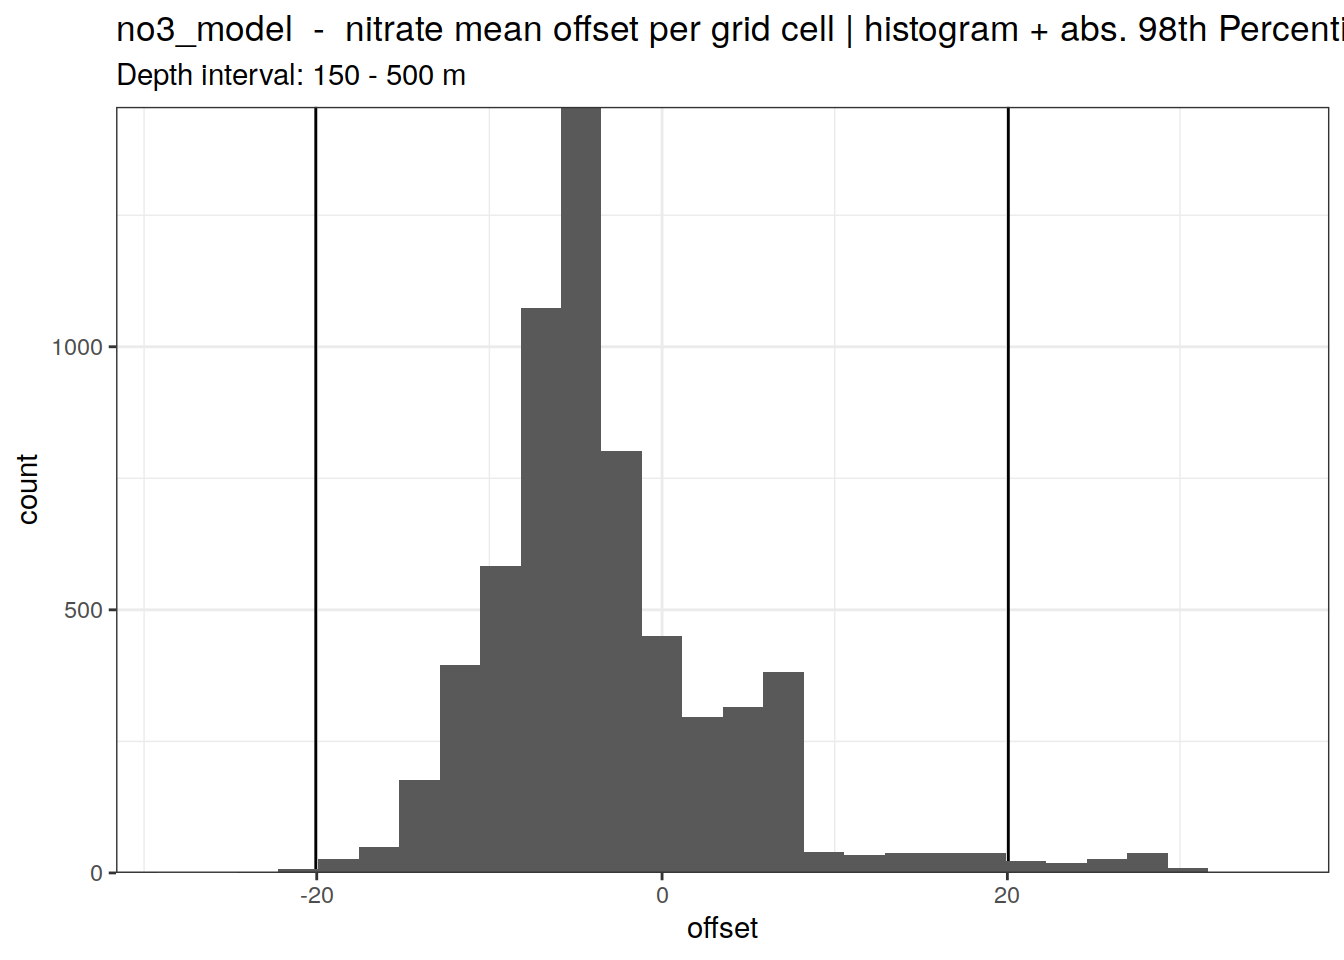 no3_model - nitrate mean offset per grid cell | histogram + abs. 98th Percenti
Depth interval: 150 - 500 m
1000
500
0
count
-20
0
20
offset